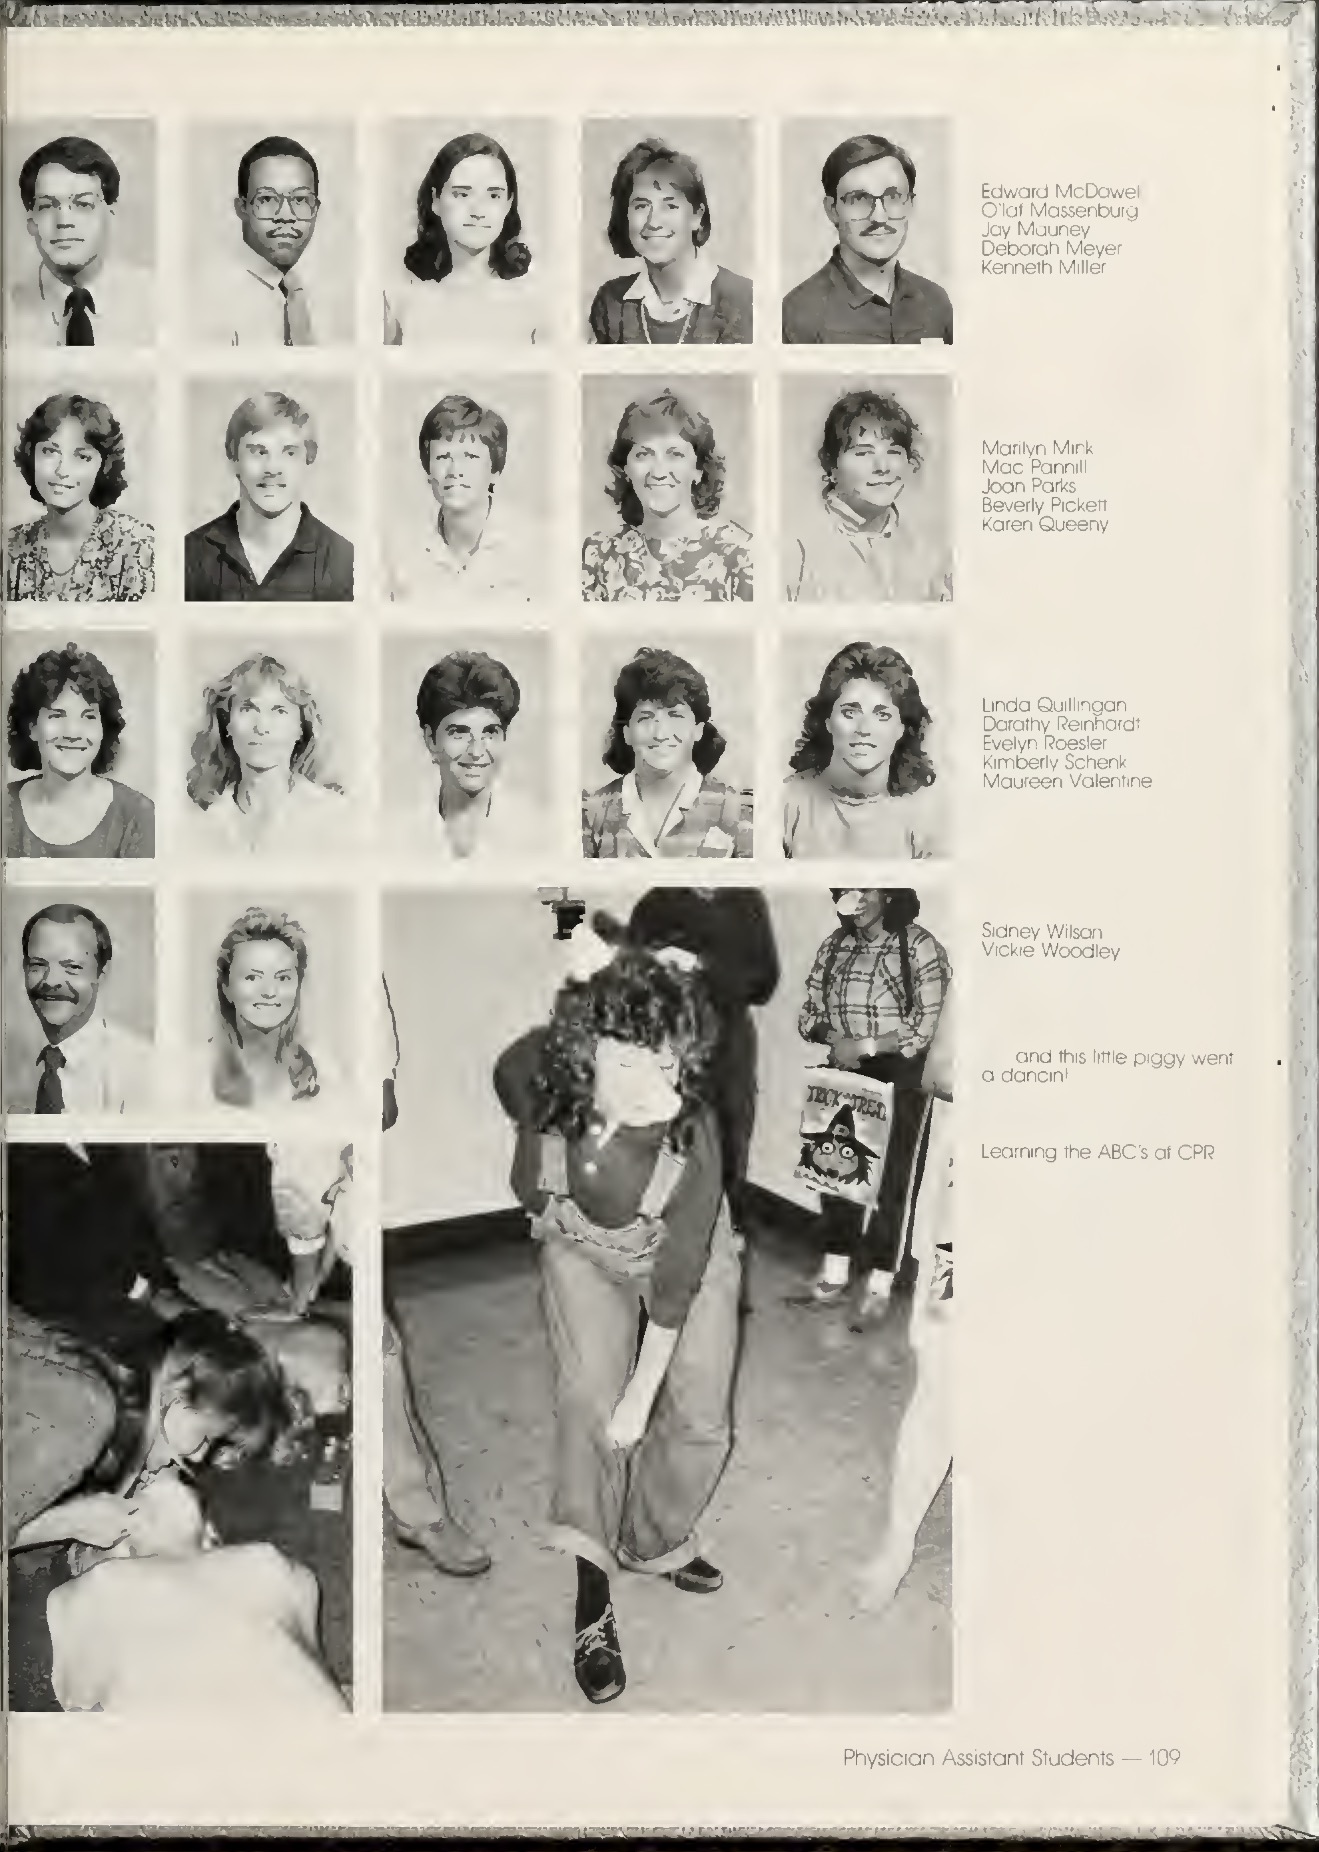 Edward McDowel
O'laf Massenburg
Jay Mauney
Deborah Meyer
Kenneth Miller
Marilyn Mink
Mac Pannill
Joan Parks
Beverly Pickett
Karen Queeny
Linda Quillingan
Dorothy Reinhardt
Evelyn Roesler
Kimberly Schenk
Maureen Valentine
Sidney Wilson
Vickie Woodley
and this little piggy went
a dancin!
Learning the ABC's of CPR
TRICK OR TREAT
Physician Assistant Students — 109